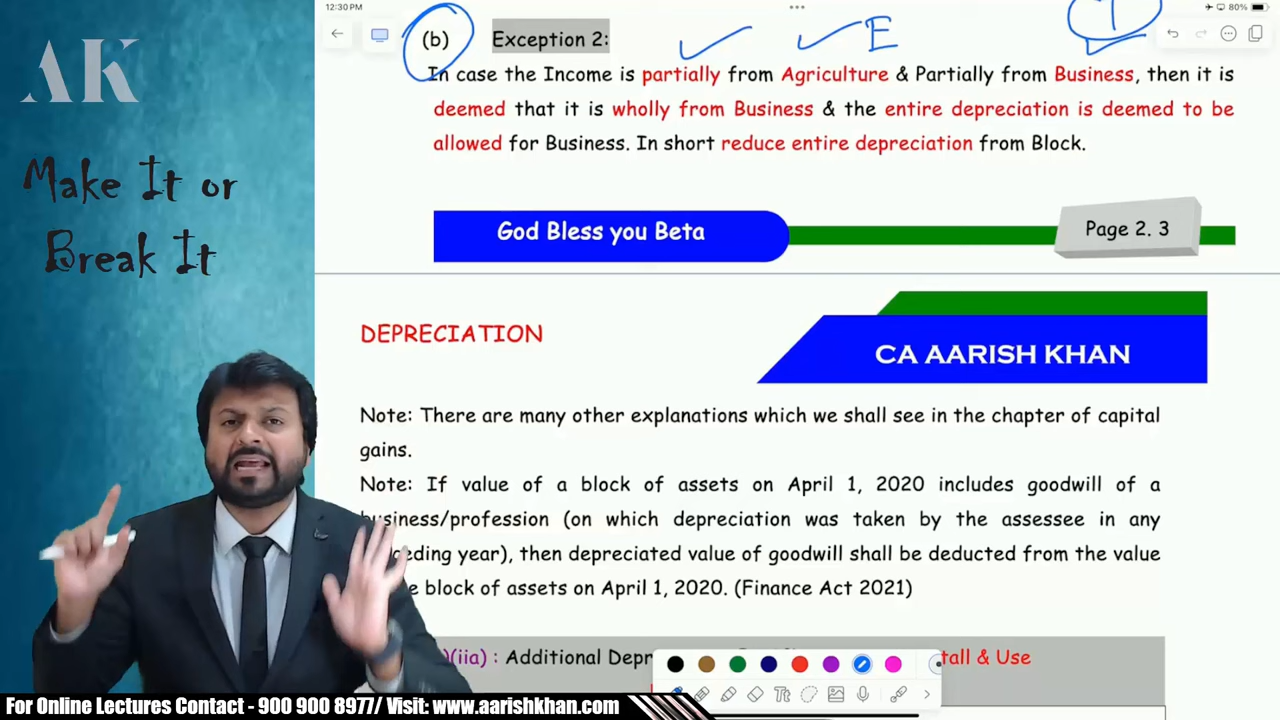 12:30 PM
80%
AK
Make It or
Break It
(b) Exception 2:
E
In case the Income is partially from Agriculture & Partially from Business, then it is
deemed that it is wholly from Business & the entire depreciation is deemed to be
allowed for Business. In short reduce entire depreciation from Block.
God Bless you Beta
Page 2. 3
DEPRECIATION
CA AARISH KHAN
Note: There are many other explanations which we shall see in the chapter of capital
gains.
Note: If value of a block of assets on April 1, 2020 includes goodwill of a
business/profession (on which depreciation was taken by the assessee in any
ceding year), then depreciated value of goodwill shall be deducted from the value
e block of assets on April 1, 2020. (Finance Act 2021)
)(iia) : Additional Depr tall & Use
Tt
For Online Lectures Contact - 900 900 8977/ Visit: www.aarishkhan.com